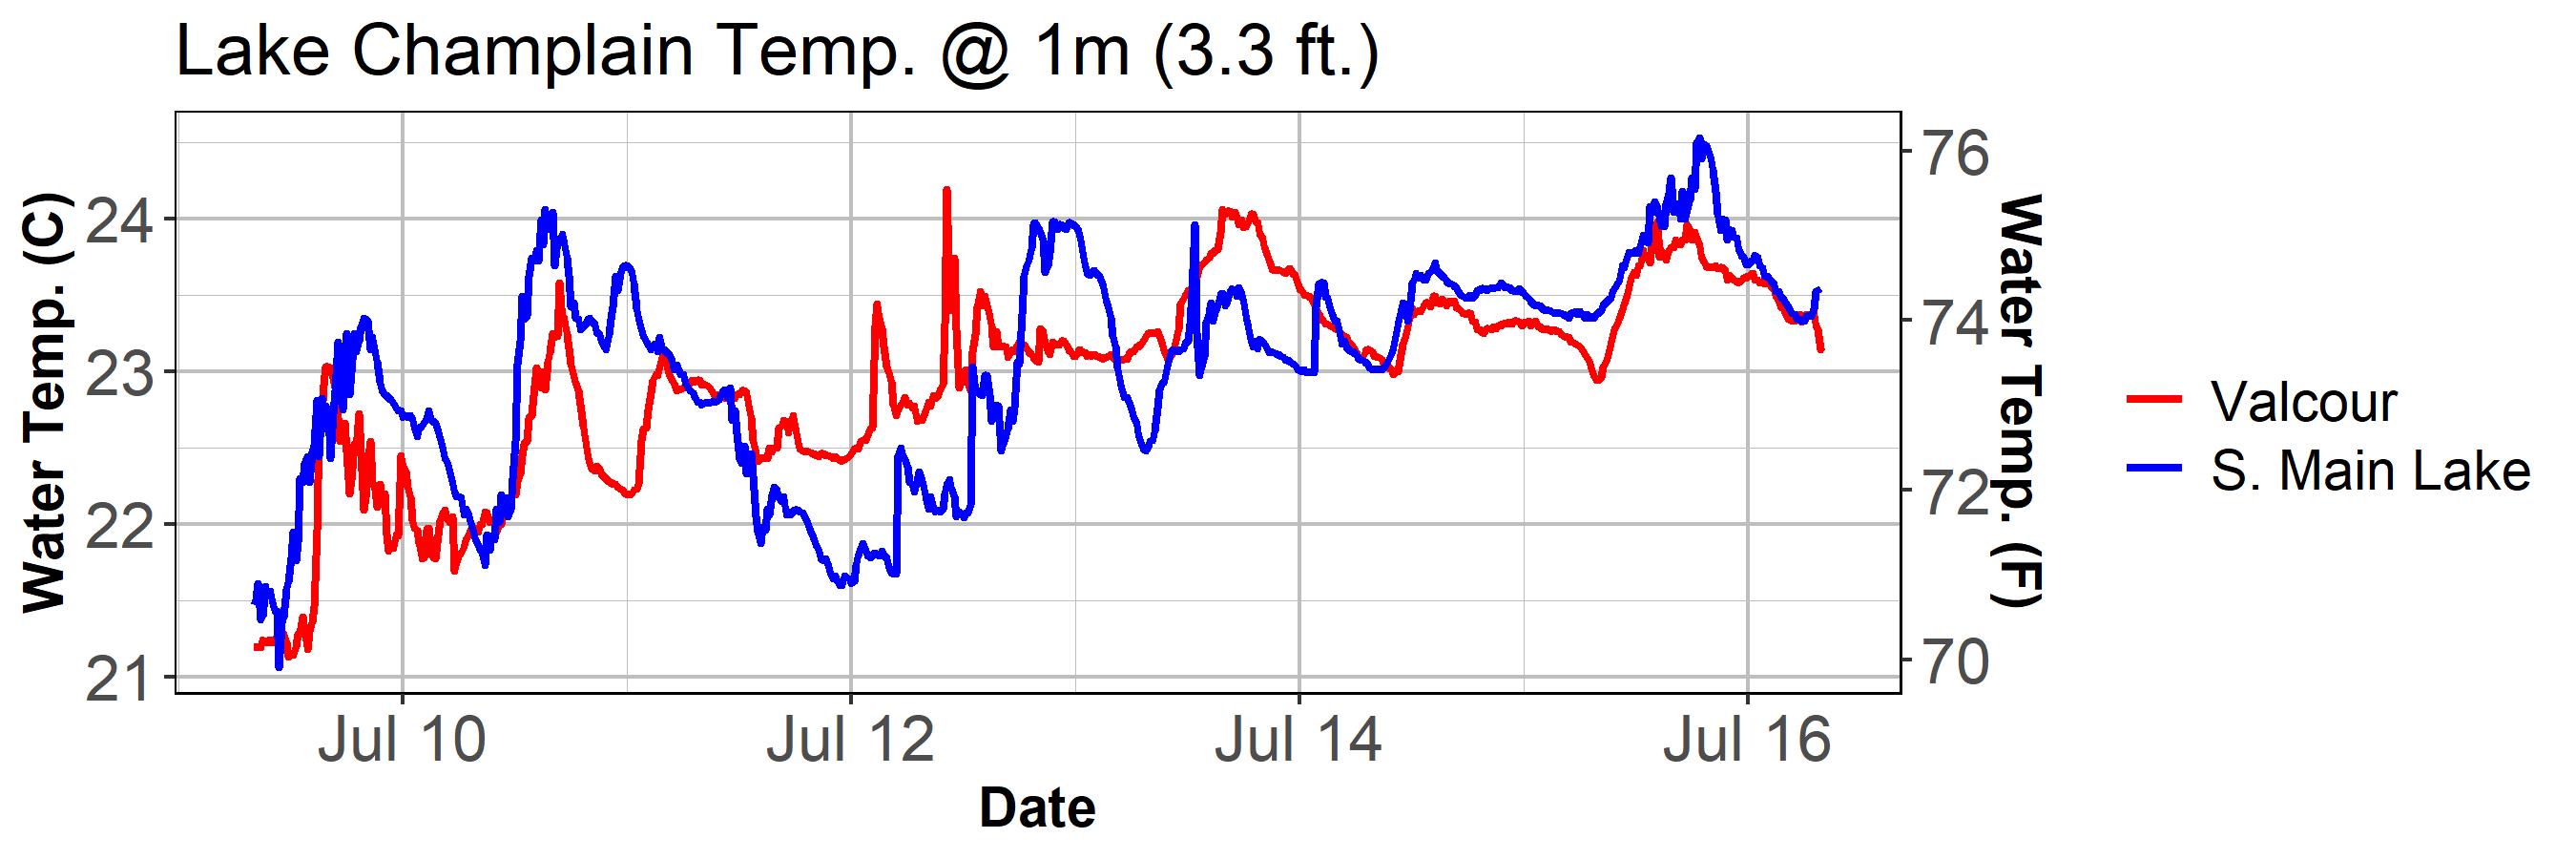 Lake Champlain Temp. @ 1m (3.3 ft.)
Water Temp. (C)
24
23
22
21
76
74
72
70
Water Temp. (F)
Jul 10
Jul 12
Jul 14
Jul 16
Date
Valcour
S. Main Lake